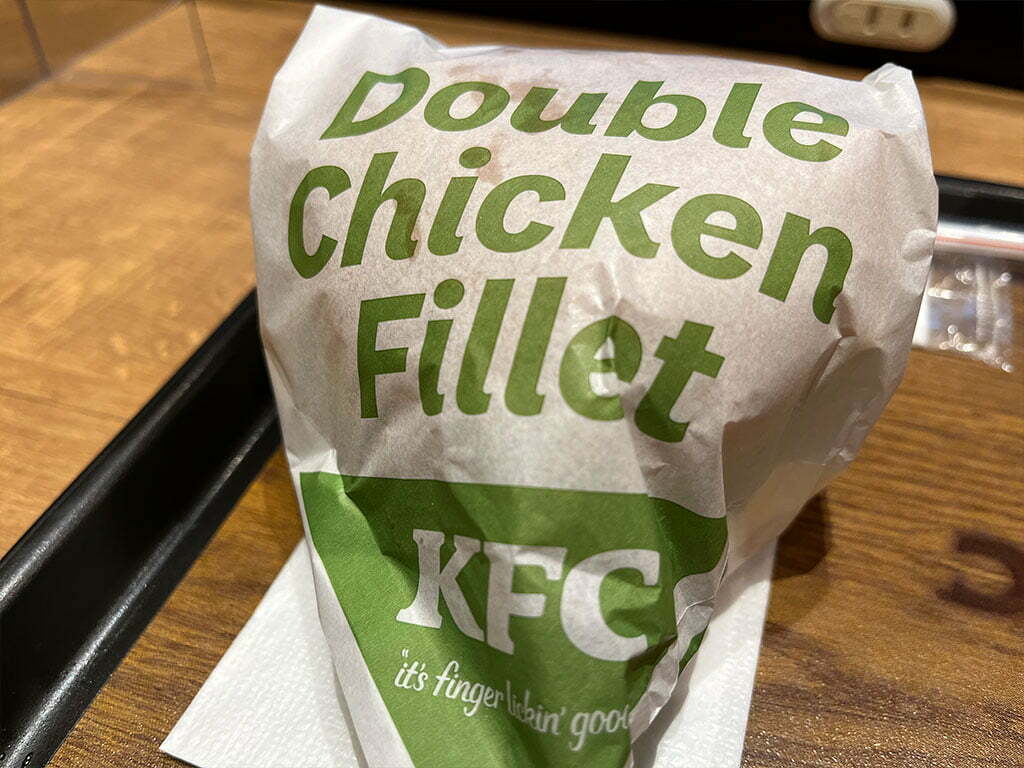 Double
Chicken
Fillet
KFC
"it's finger lickin' good